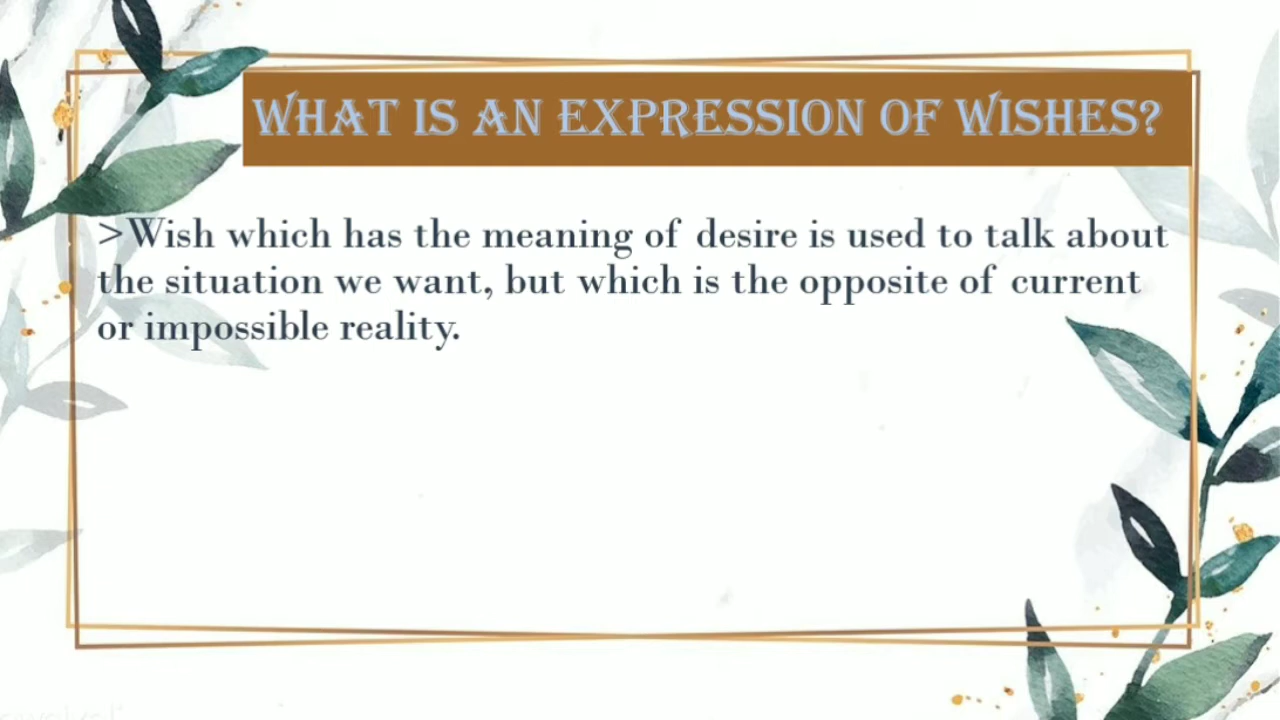 WHAT IS AN EXPRESSION OF WISHES?
>Wish which has the meaning of desire is used to talk about
the situation we want, but which is the opposite of current
or impossible reality.